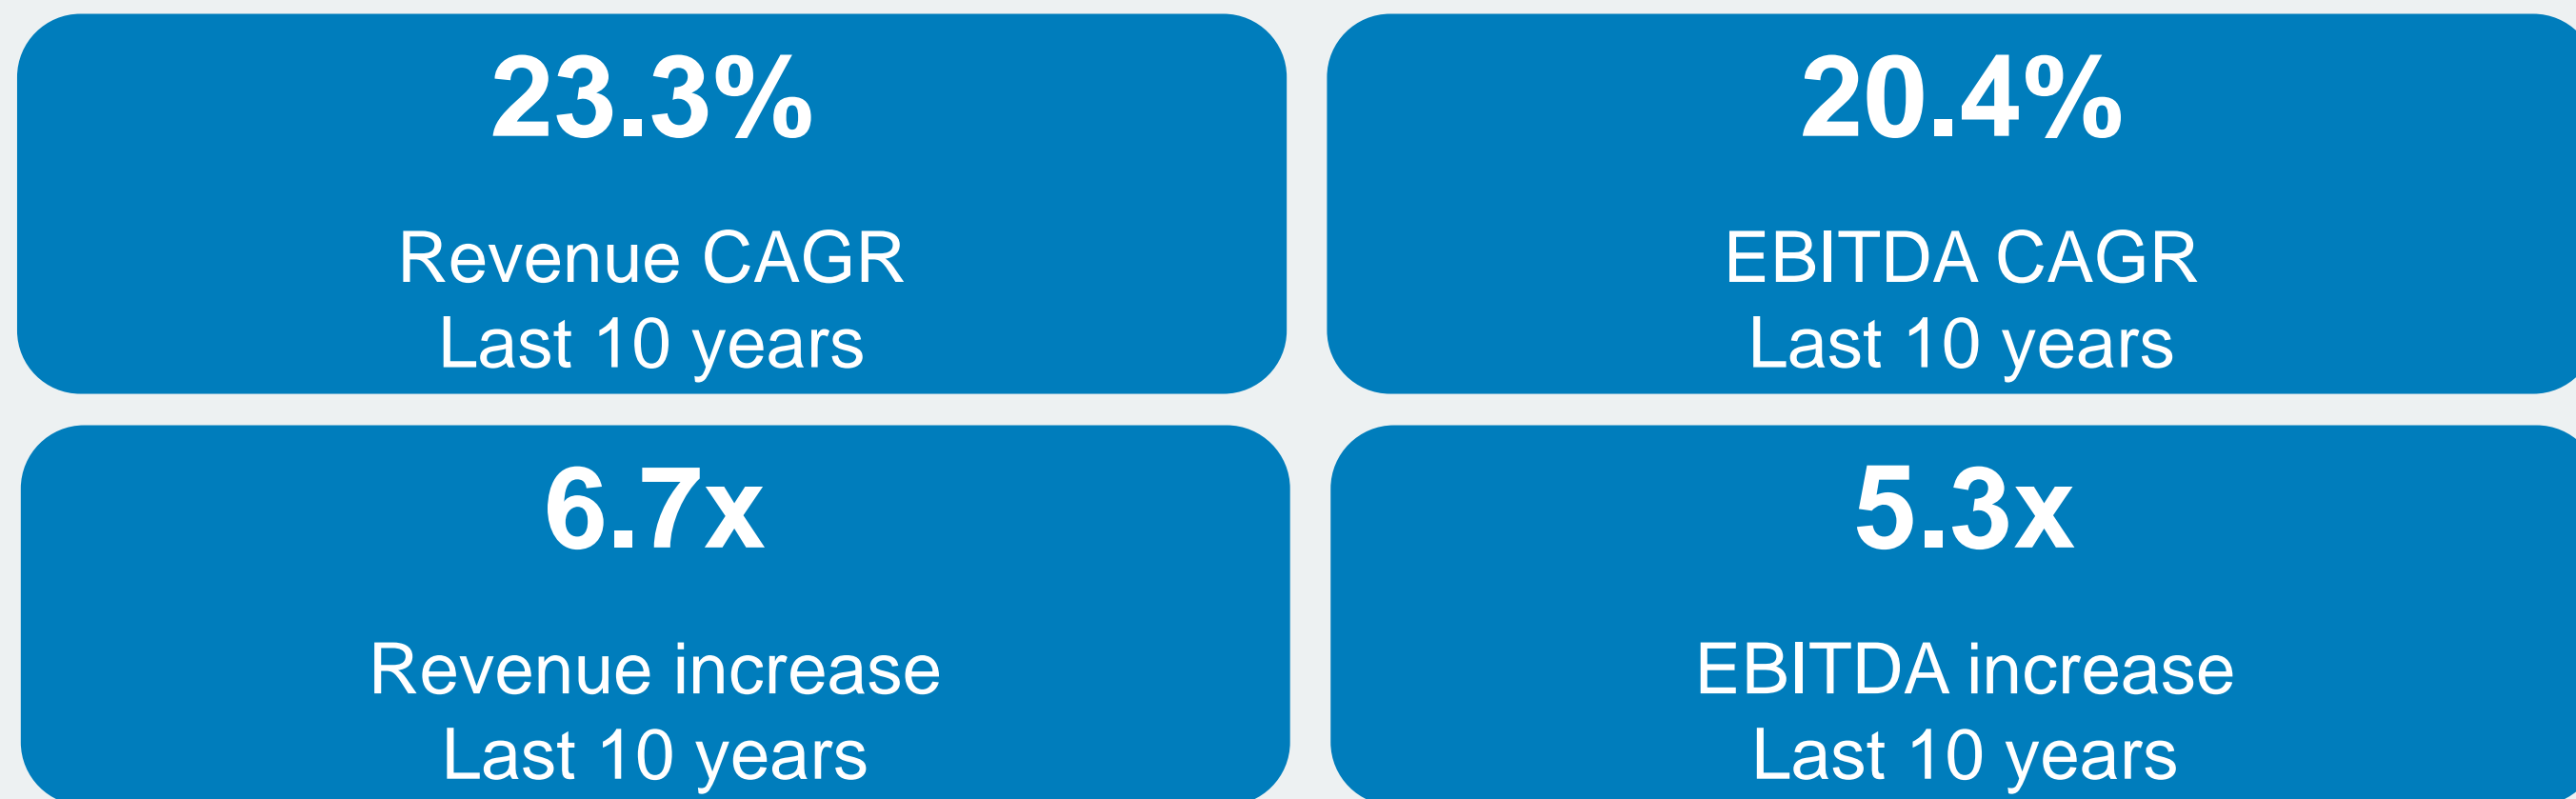 23.3%
Revenue CAGR
Last 10 years
20.4%
EBITDA CAGR
Last 10 years
6.7x
Revenue increase
Last 10 years
5.3x
EBITDA increase
Last 10 years